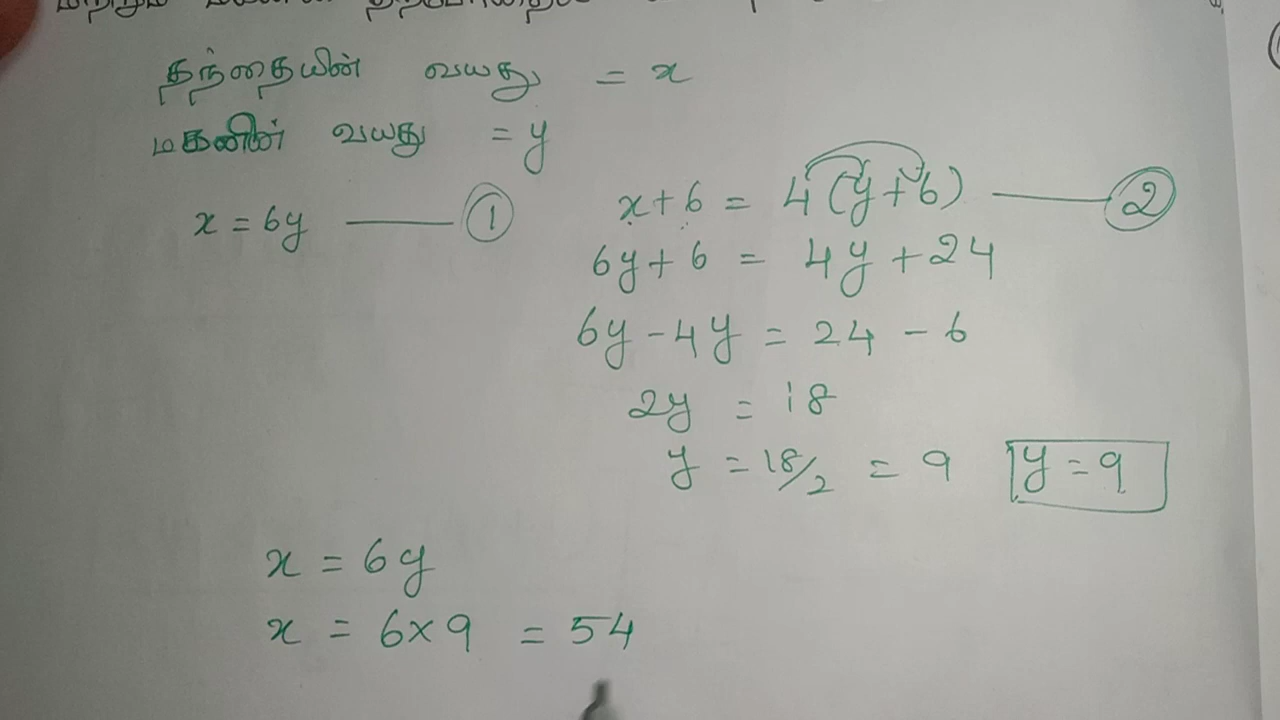 தந்தையின் வயது = x
மகனின் வயது = y
x = 6y ① 
x + 6 = 4 (y + 6) ②
6y + 6 = 4y + 24
6y - 4y = 24 - 6
2y = 18
y = 18/2 = 9 y = 9
x = 6y
x = 6 × 9 = 54